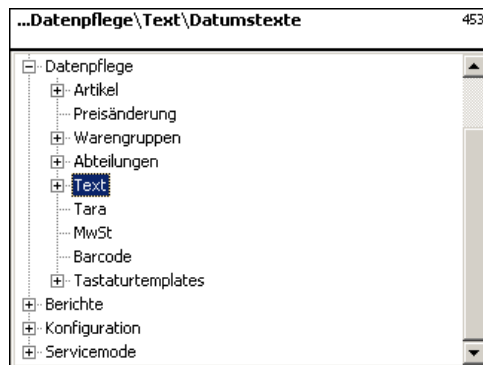 ...Datenpflege\Text\Datumstexte 453
Datenpflege
Artikel
Preisänderung
Warengruppen
Abteilungen
Text
Tara
MwSt
Barcode
Tastaturtemplates
Berichte
Konfiguration
Servicemode